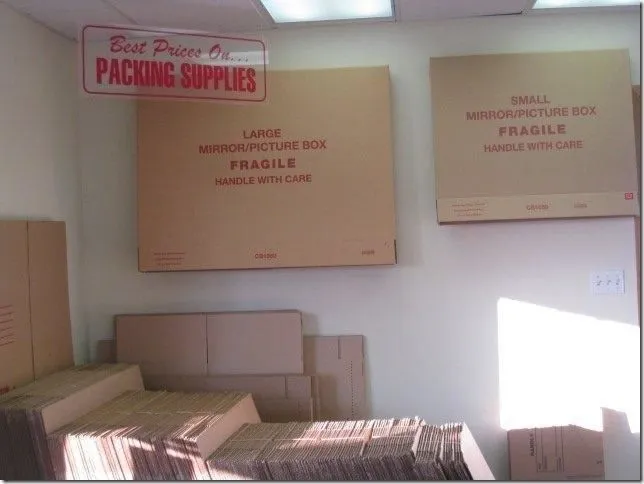 Best Prices On....
PACKING SUPPLIES
LARGE
MIRROR/PICTURE BOX
FRAGILE
HANDLE WITH CARE
SMALL
MIRROR/PICTURE BOX
FRAGILE
HANDLE WITH CARE